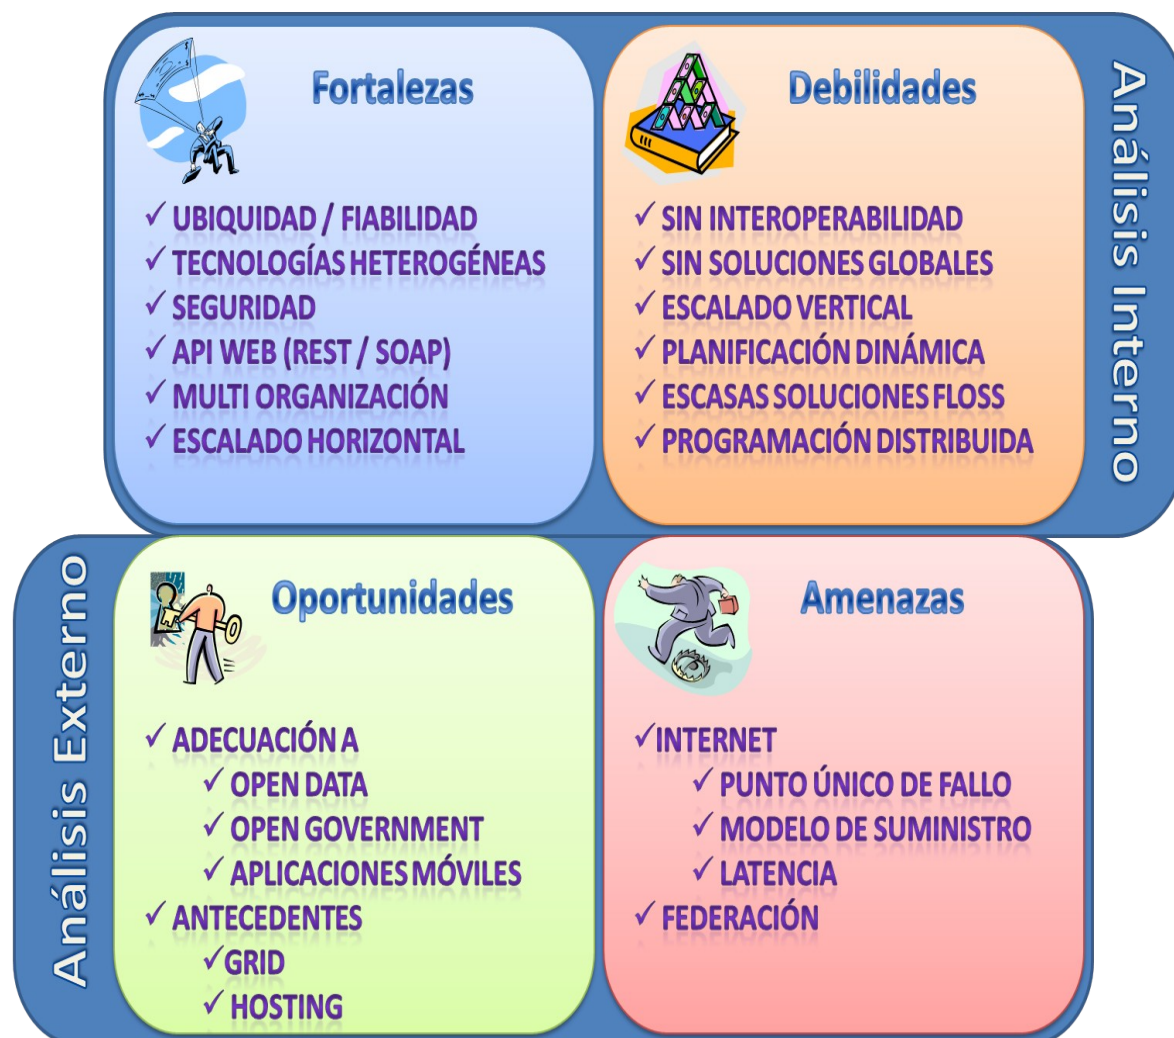 Análisis Interno
Fortalezas
✓ UBIQUIDAD / FIABILIDAD
✓ TECNOLOGÍAS HETEROGÉNEAS
✓ SEGURIDAD
✓ API WEB (REST / SOAP)
✓ MULTI ORGANIZACIÓN
✓ ESCALADO HORIZONTAL
Debilidades
✓ SIN INTEROPERABILIDAD
✓ SIN SOLUCIONES GLOBALES
✓ ESCALADO VERTICAL
✓ PLANIFICACIÓN DINÁMICA
✓ ESCASAS SOLUCIONES FLOSS
✓ PROGRAMACIÓN DISTRIBUIDA
Análisis Externo
Oportunidades
✓ ADECUACIÓN A
✓ OPEN DATA
✓ OPEN GOVERNMENT
✓ APLICACIONES MÓVILES
✓ ANTECEDENTES
✓ GRID
✓ HOSTING
Amenazas
✓ INTERNET
✓ PUNTO ÚNICO DE FALLO
✓ MODELO DE SUMINISTRO
✓ LATENCIA
✓ FEDERACIÓN